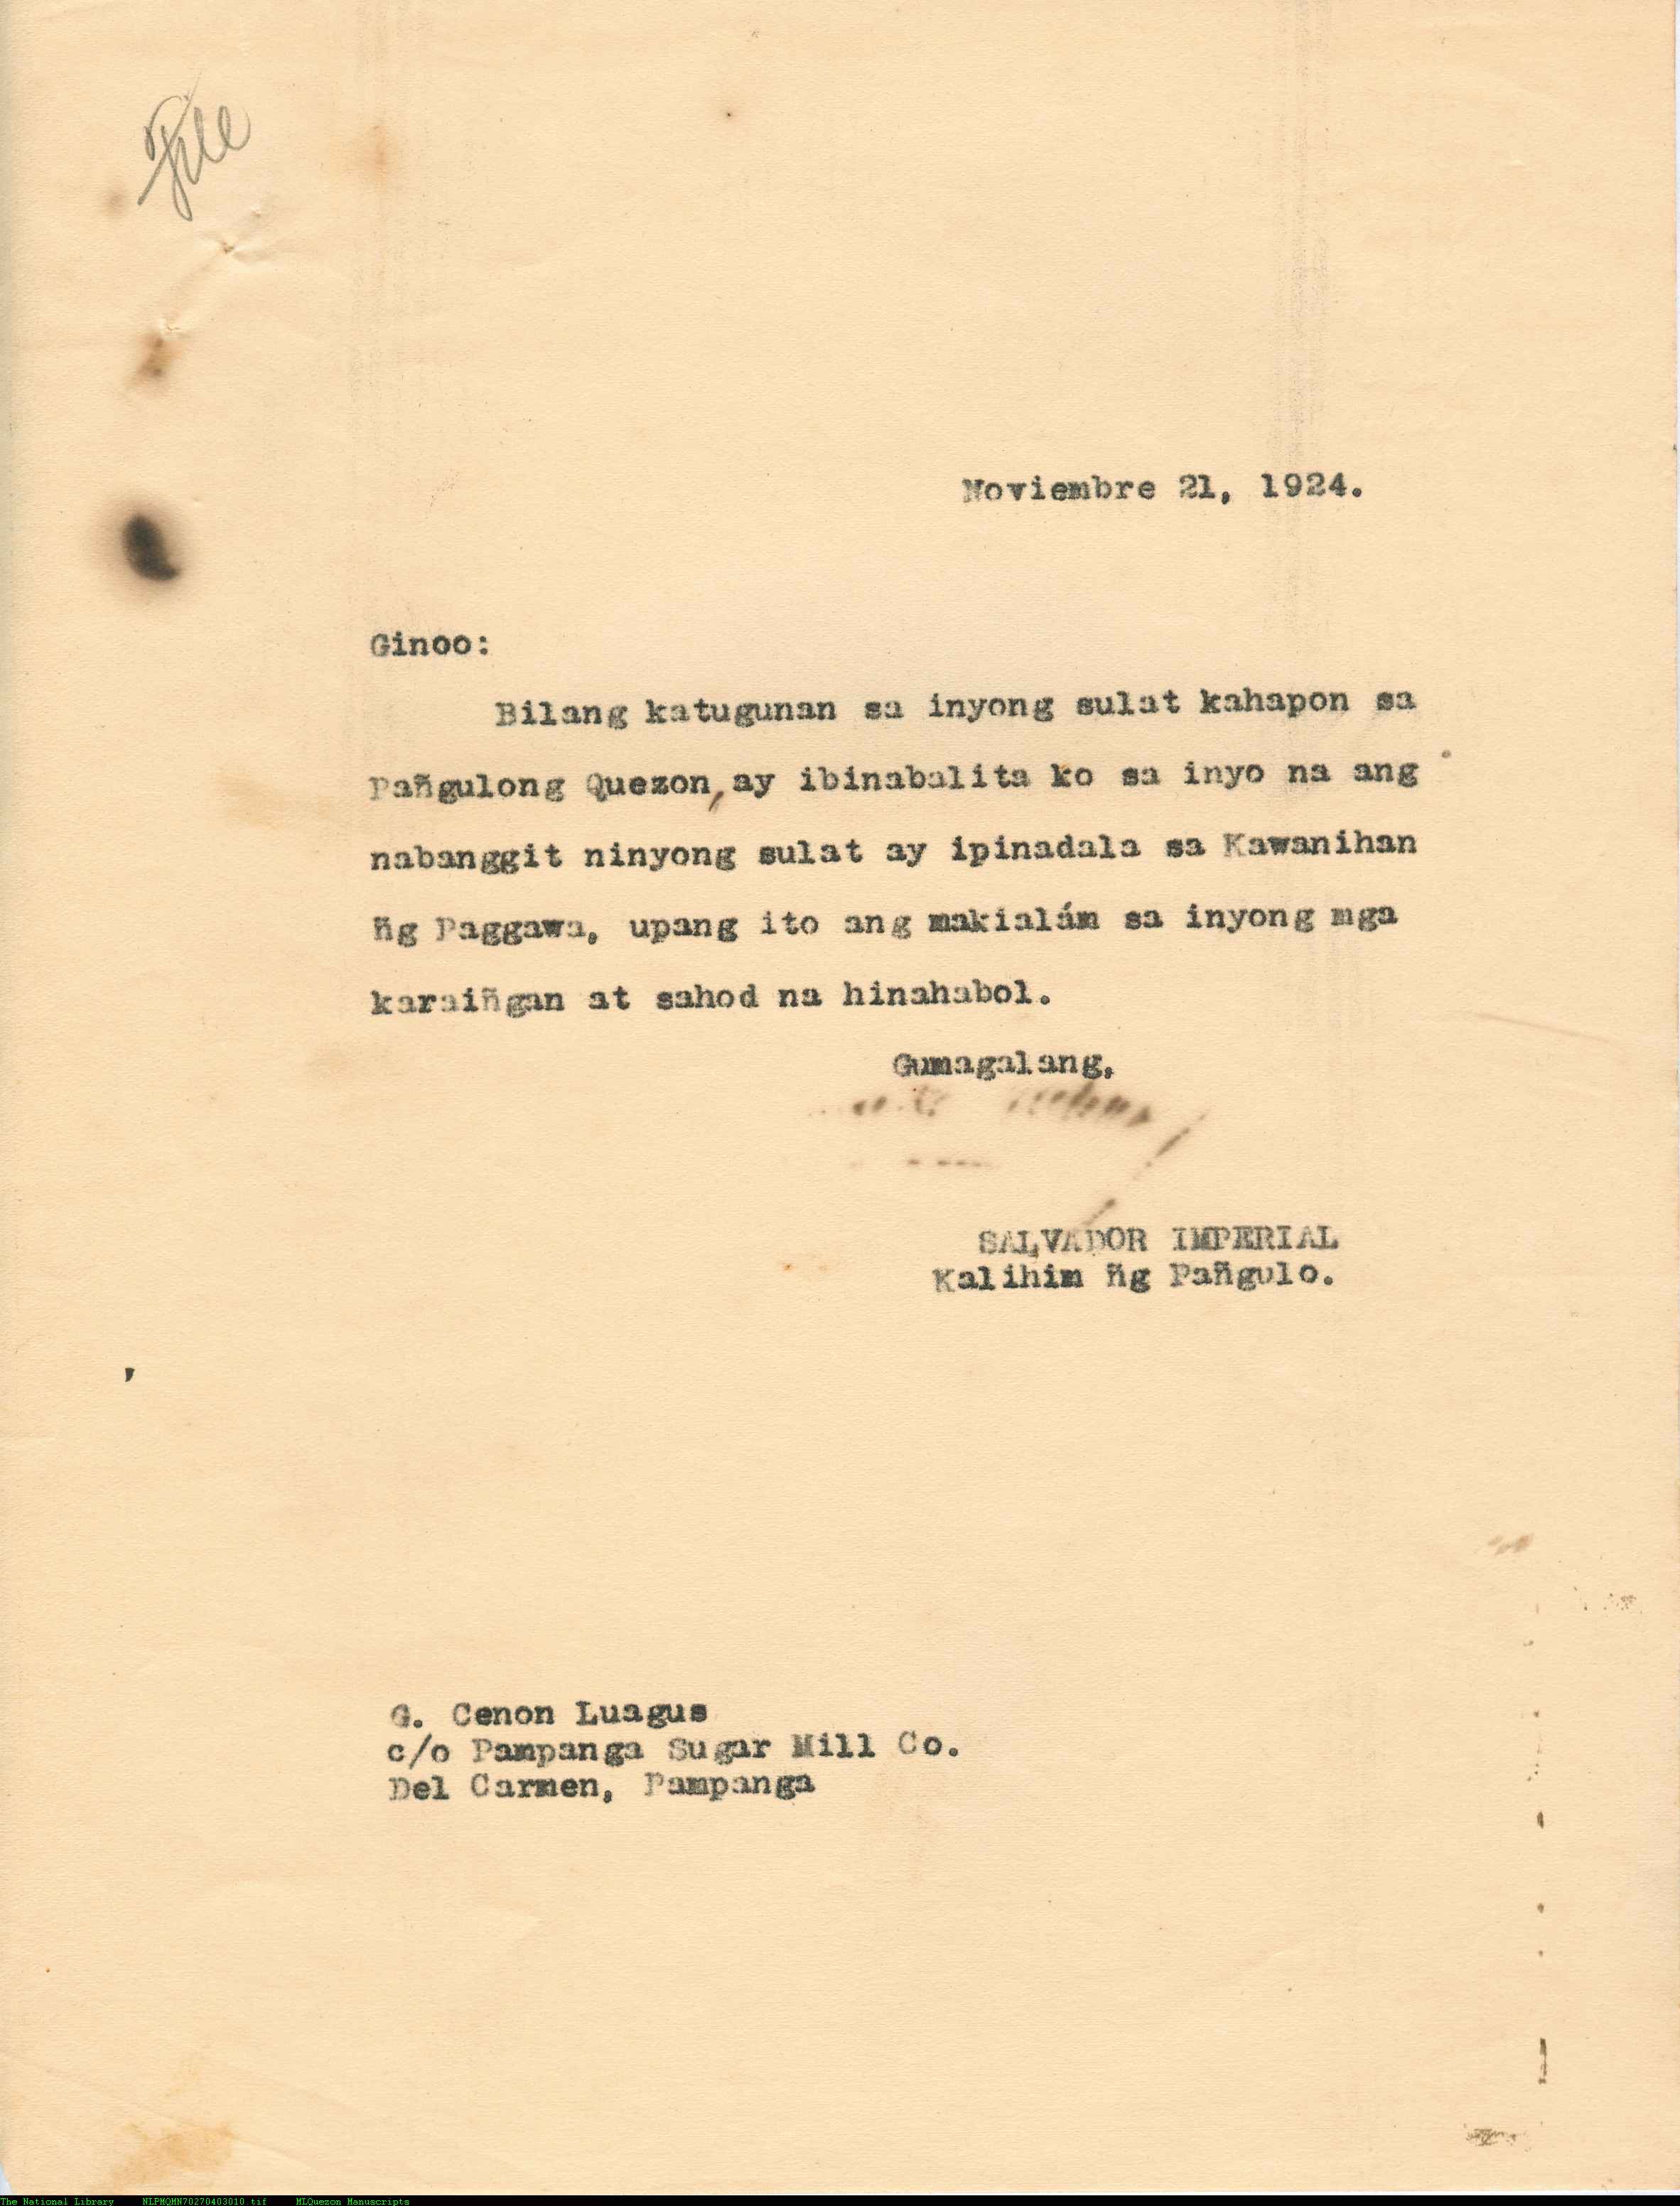 File
Noviembre 21, 1924.
Ginoo:
Bilang katugunan sa inyong sulat kahapon sa
Pañgulong Quezon, ay ibinabalita ko sa inyo na ang
nabanggit ninyong sulat ay ipinadala sa Kawanihan
ñg Paggawa, upang ito ang makialám sa inyong mga
karaiñgan at sahod na hinahabol.
Gumagalang,
SALVADOR IMPERIAL
Kalihim ñg Pañgulo.
G. Cenon Luagus
c/o Pampanga Sugar Mill Co.
Del Carmen, Pampanga
The National Library NLPMQMN70270403010.tif MLQuezon Manuscripts